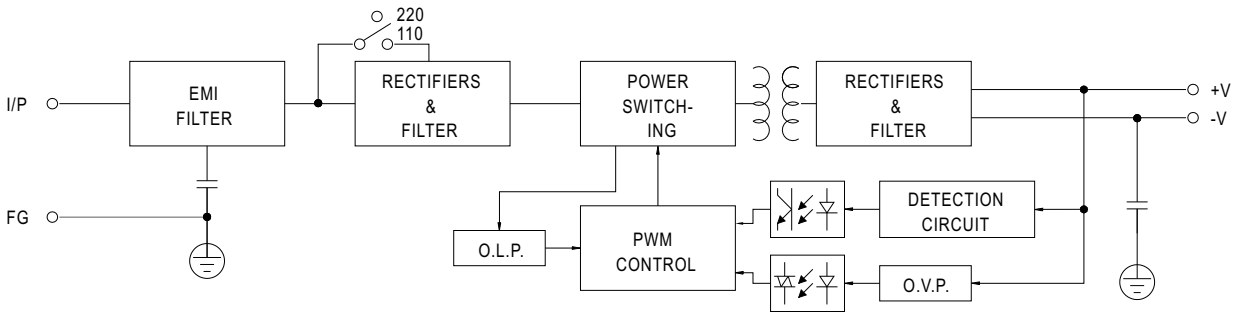 220
110
I/P
EMI
FILTER
RECTIFIERS
&
FILTER
POWER
SWITCH-
ING
RECTIFIERS
&
FILTER
+V
-V
FG
O.L.P.
PWM
CONTROL
DETECTION
CIRCUIT
O.V.P.